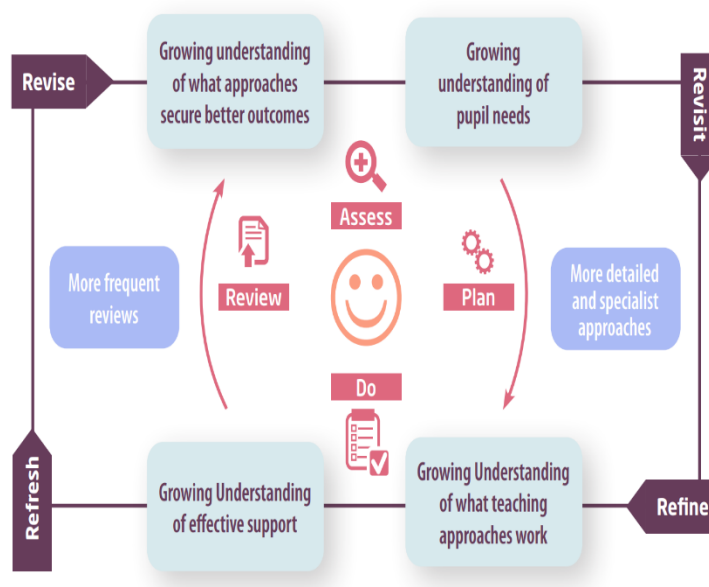 Revise
Growing understanding
of what approaches
secure better outcomes
Growing
understanding of
pupil needs
Revisit
Assess
More frequent
reviews
Review
Plan
More detailed
and specialist
approaches
Do
Refresh
Growing Understanding
of effective support
Growing Understanding
of what teaching
approaches work
Refine